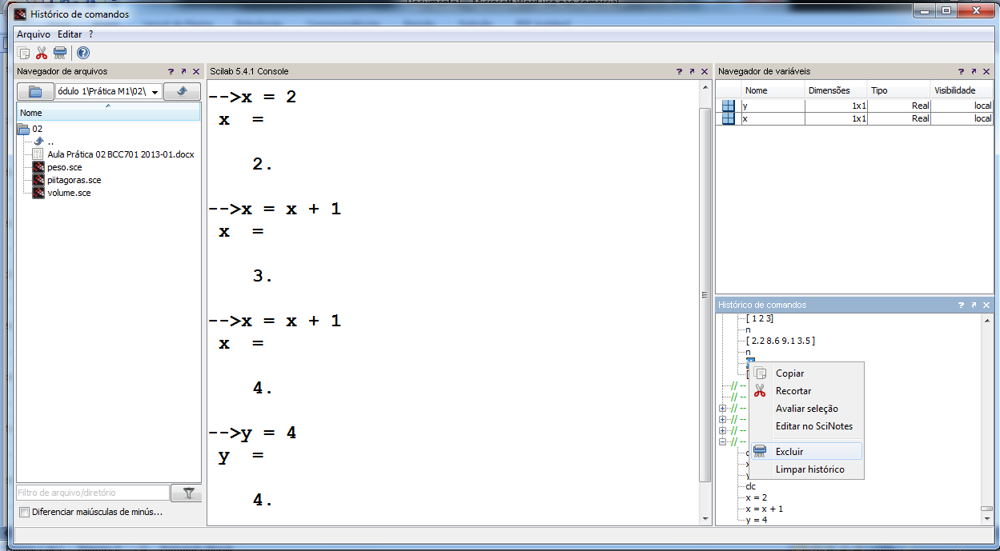 Histórico de comandos
Arquivo Editar ?
Navegador de arquivos
ódulo 1\Prática M1\02\
Nome
02
..
Aula Prática 02 BCC701 2013-01.docx
peso.sce
piitagoras.sce
volume.sce
Filtro de arquivo/diretório
Diferenciar maiúsculas de minús...
Scilab 5.4.1 Console
-->x = 2
x =
2.
-->x = x + 1
x =
3.
-->x = x + 1
x =
4.
-->y = 4
y =
4.
Navegador de variáveis
Nome Dimensões Tipo Visibilidade
y 1x1 Real local
x 1x1 Real local
Histórico de comandos
[ 1 2 3]
n
[ 2.2 8.6 9.1 3.5 ]
n
[
// --
// --
// --
// --
// --
// --
Copiar
Recortar
Avaliar seleção
Editar no SciNotes
Excluir
Limpar histórico
clc
x = 2
x = x + 1
y = 4